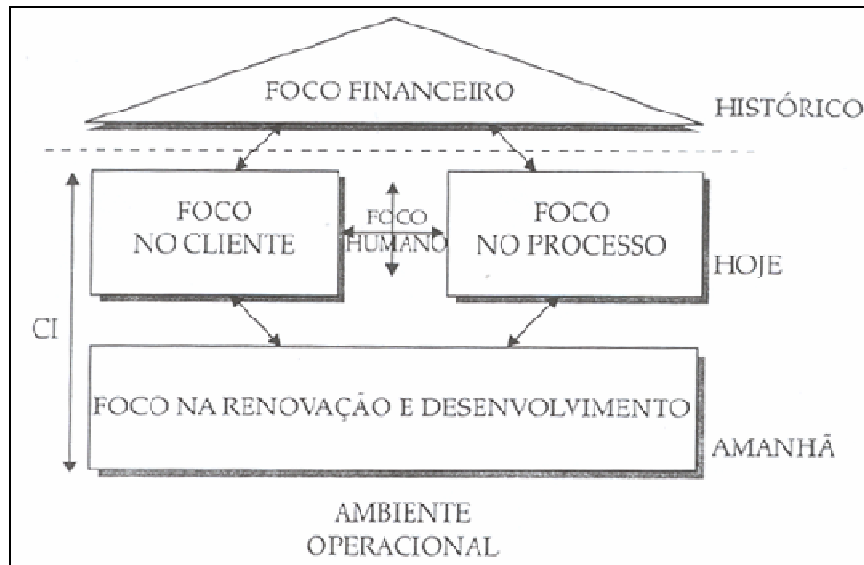 FOCO FINANCEIRO
HISTÓRICO
FOCO
NO CLIENTE
FOCO
HUMANO
FOCO
NO PROCESSO
HOJE
CI
FOCO NA RENOVAÇÃO E DESENVOLVIMENTO
AMANHÃ
AMBIENTE
OPERACIONAL